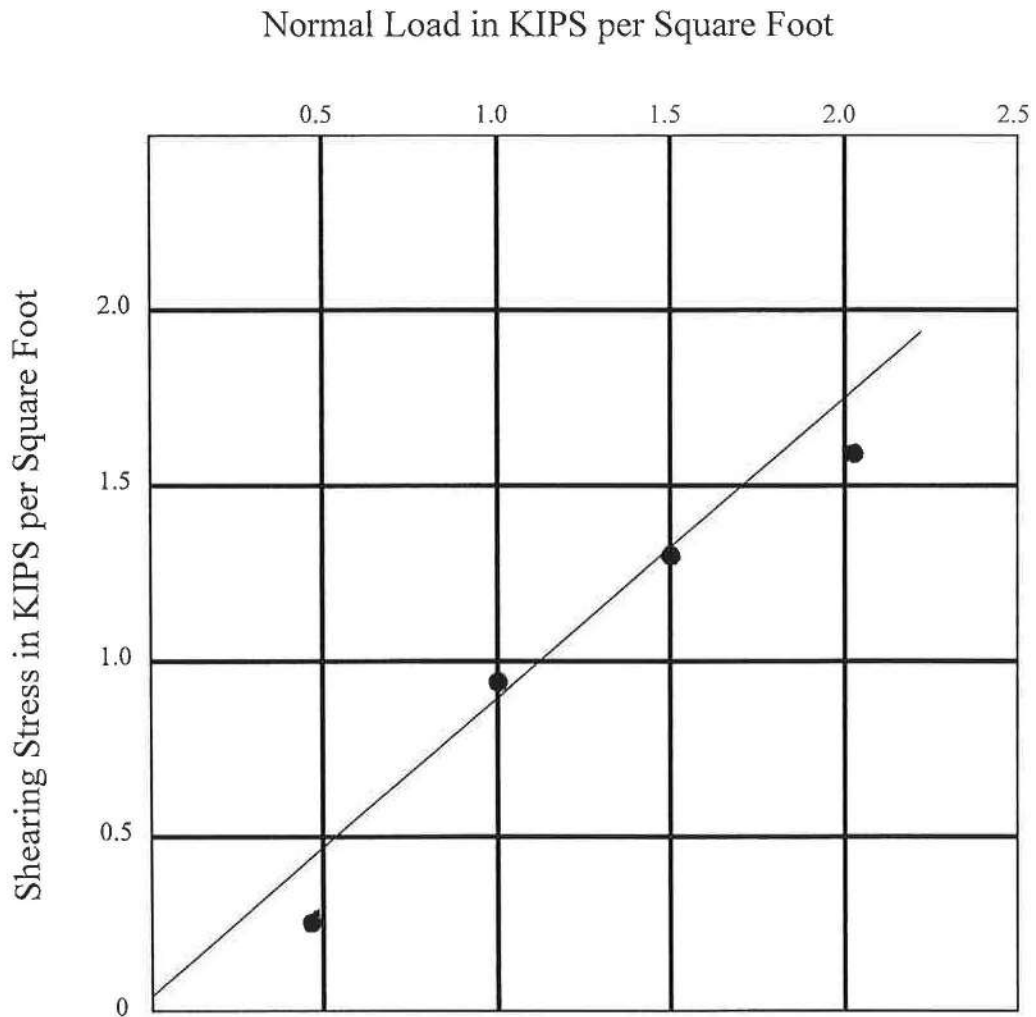 Normal Load in KIPS per Square Foot
0.5 1.0 1.5 2.0 2.5
Shearing Stress in KIPS per Square Foot
2.0
1.5
1.0
0.5
0